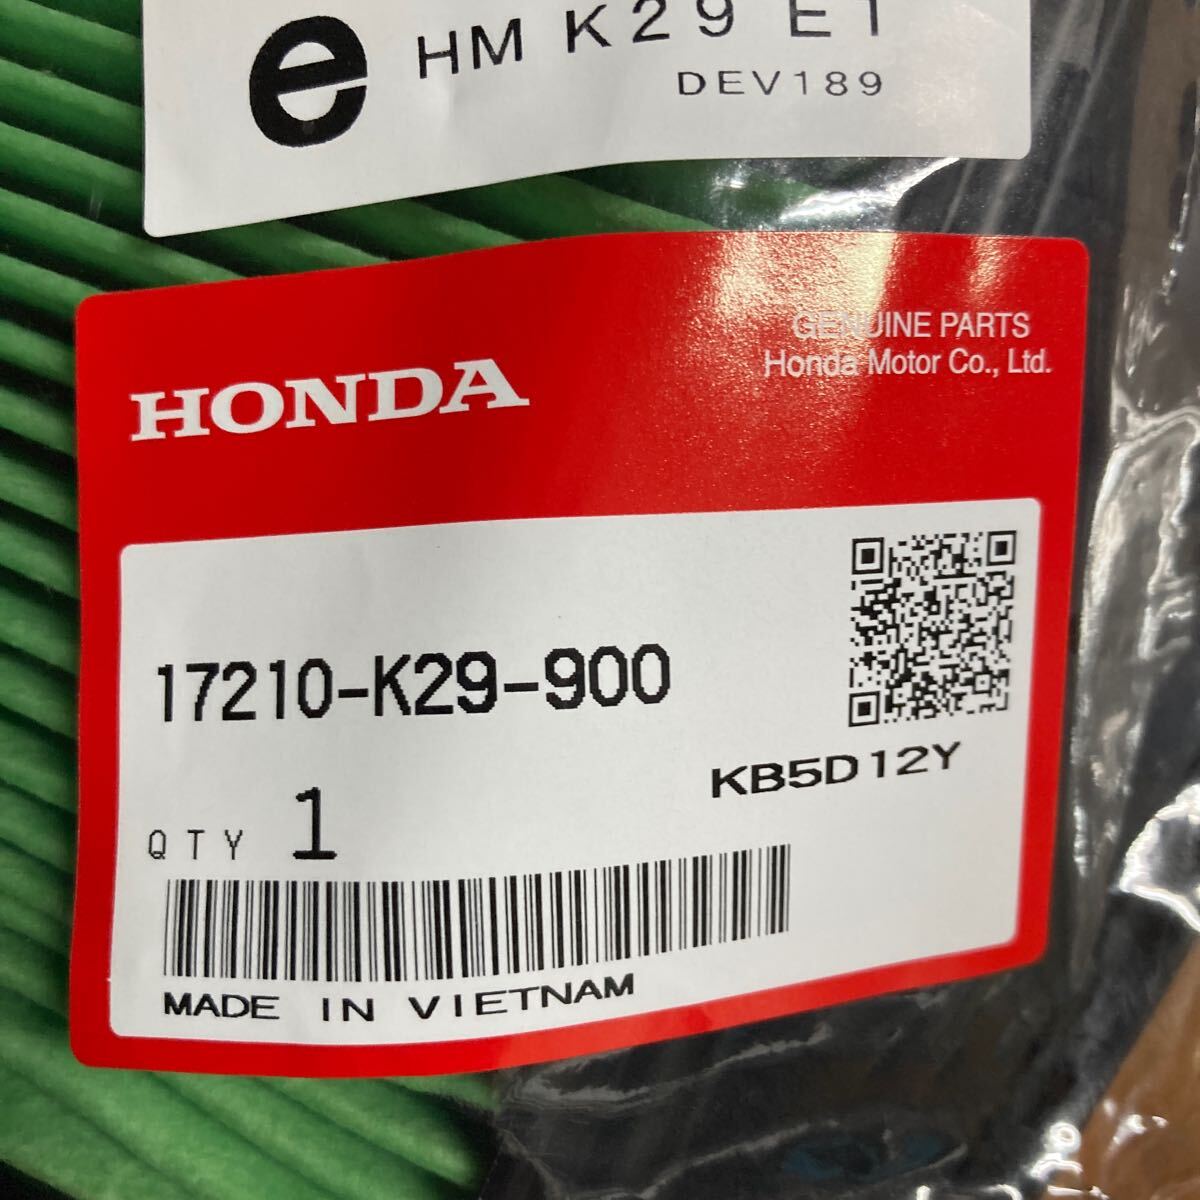 e HM K29 E1
DEV189
HONDA
GENUINE PARTS
Honda Motor Co., Ltd.
17210-K29-900
KB5D12Y
QTY 1
MADE IN VIETNAM